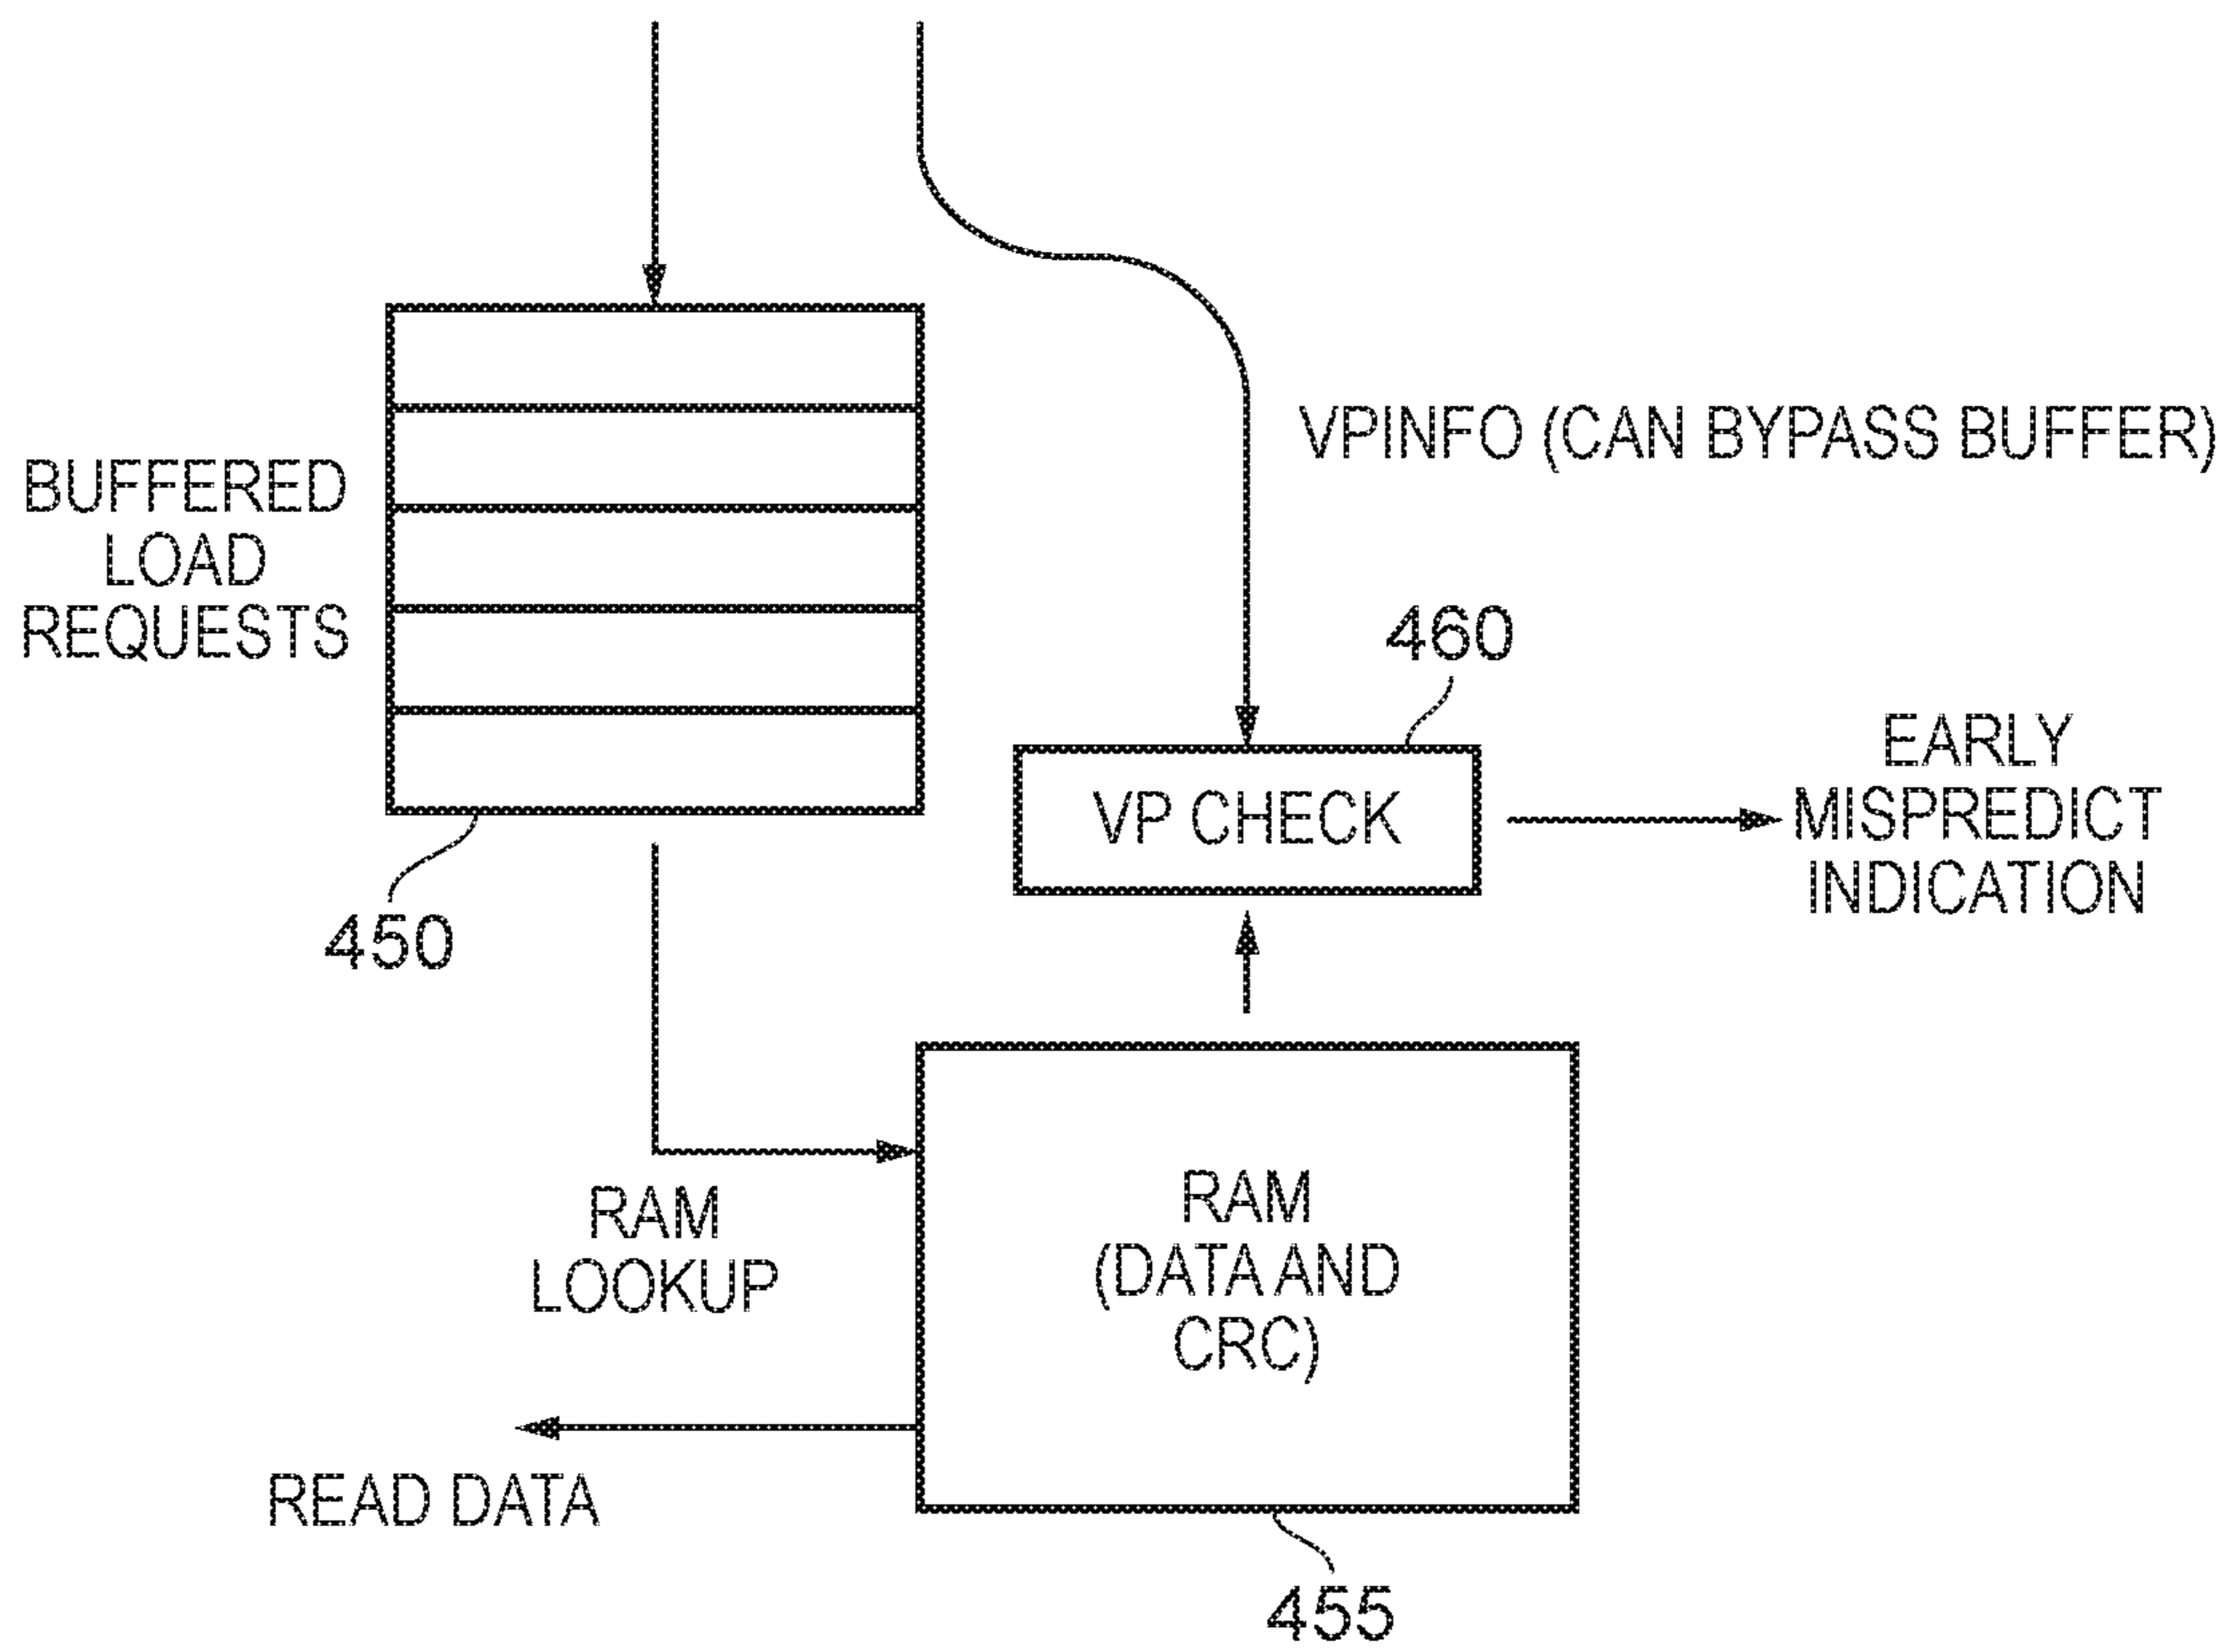 VPINFO (CAN BYPASS BUFFER)
BUFFERED
LOAD
REQUESTS
460
EARLY
MISPREDICT
INDICATION
VP CHECK
450
RAM
LOOKUP
RAM
(DATA AND
CRC)
READ DATA
455